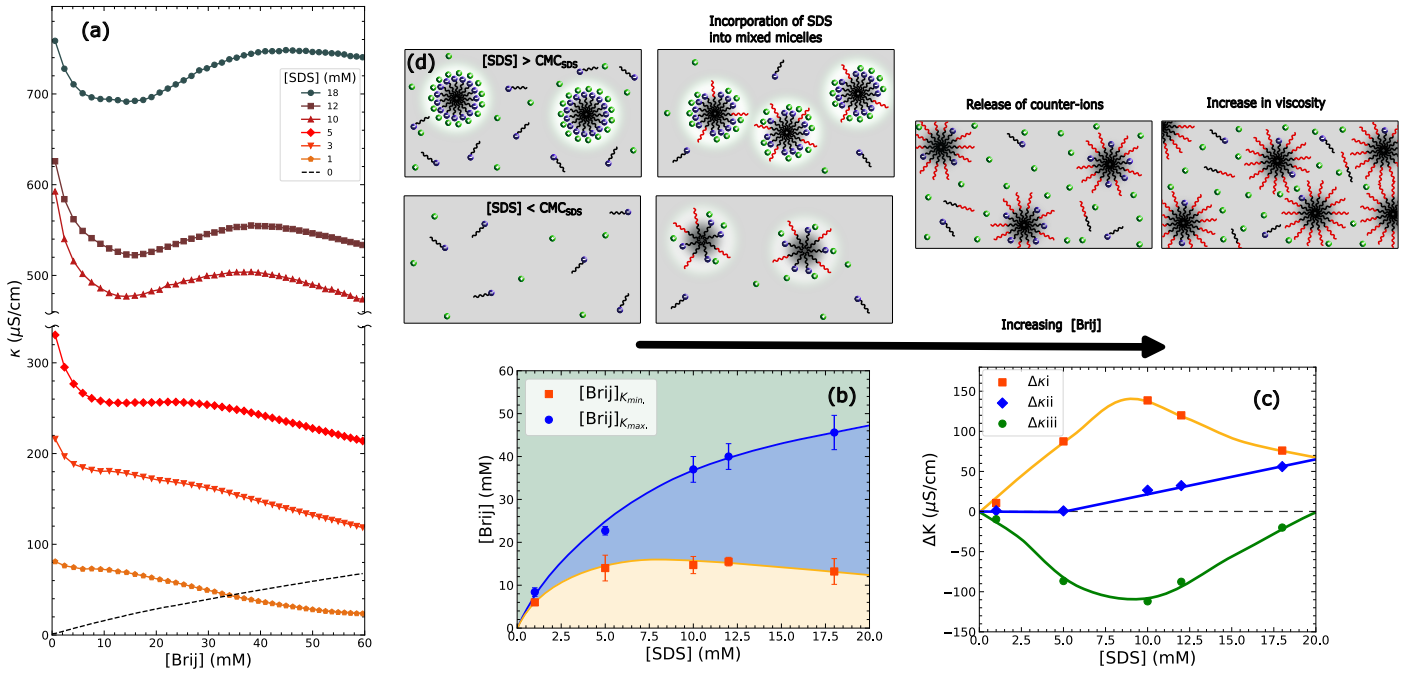 (a)
[SDS] (mM)
18
12
10
5
3
1
0
700
600
500
300
200
100
0
κ (μS/cm)
0
10
20
30
40
50
60
[Brij] (mM)
(d)
[SDS] > CMC_SDS
Incorporation of SDS
into mixed micelles
[SDS] < CMC_SDS
Release of counter-ions
Increase in viscosity
Increasing [Brij]
(b)
[Brij]_Kmin.
[Brij]_Kmax.
60
50
40
30
20
10
0
[Brij] (mM)
0.0
2.5
5.0
7.5
10.0
12.5
15.0
17.5
20.0
[SDS] (mM)
(c)
Δκi
Δκii
Δκiii
150
100
50
0
−50
−100
−150
ΔK (μS/cm)
0.0
2.5
5.0
7.5
10.0
12.5
15.0
17.5
20.0
[SDS] (mM)